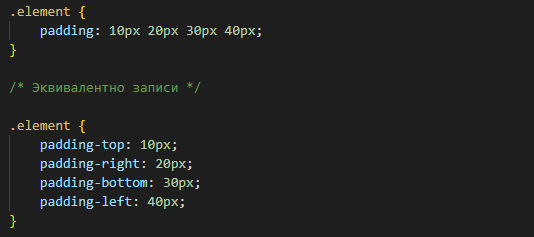 .element {
padding: 10px 20px 30px 40px;
}
/* Эквивалентно записи */
.element {
padding-top: 10px;
padding-right: 20px;
padding-bottom: 30px;
padding-left: 40px;
}